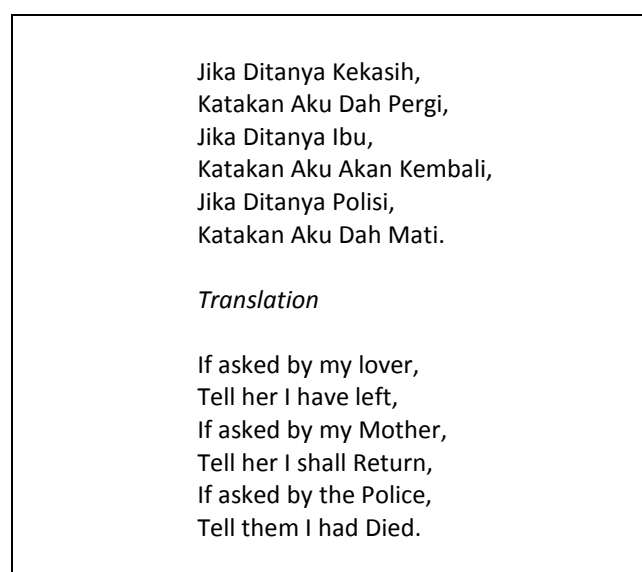 Jika Ditanya Kekasih,
Katakan Aku Dah Pergi,
Jika Ditanya Ibu,
Katakan Aku Akan Kembali,
Jika Ditanya Polisi,
Katakan Aku Dah Mati.
Translation
If asked by my lover,
Tell her I have left,
If asked by my Mother,
Tell her I shall Return,
If asked by the Police,
Tell them I had Died.